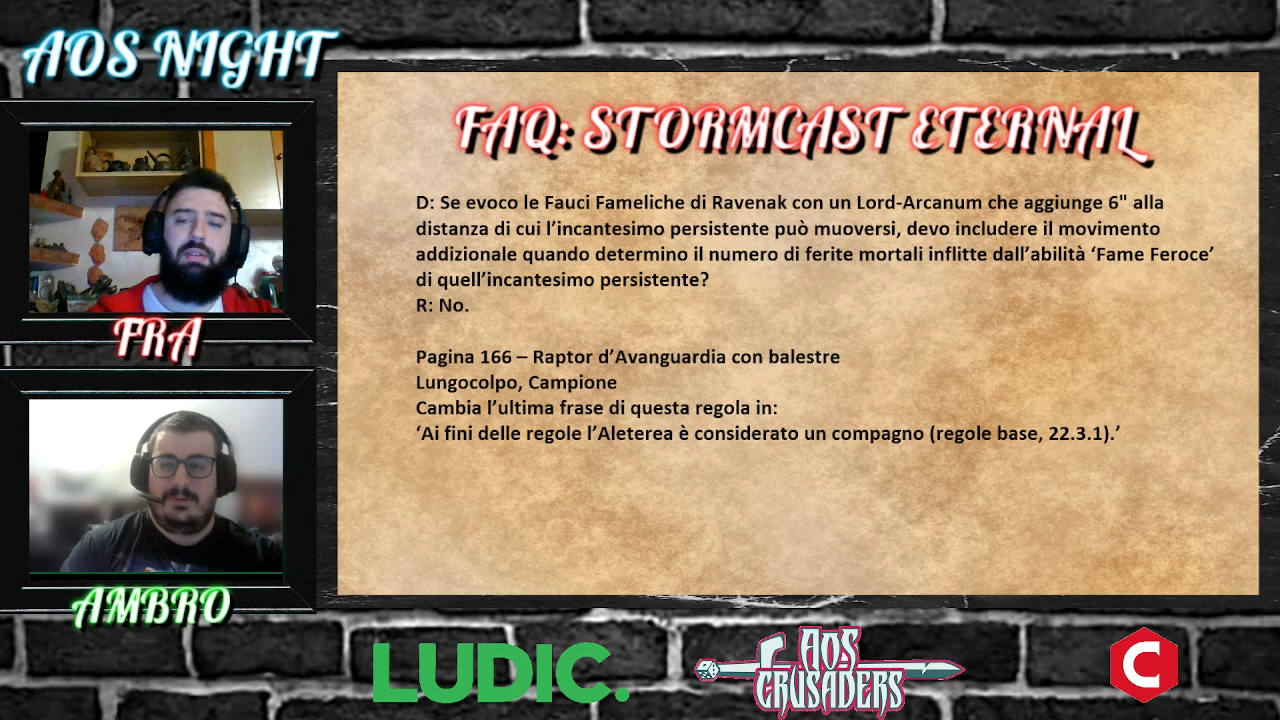 AOS NIGHT
FRA
AMBRO
FAQ: STORMCAST ETERNAL
D: Se evoco le Fauci Fameliche di Ravenak con un Lord-Arcanum che aggiunge 6" alla
distanza di cui l’incantesimo persistente può muoversi, devo includere il movimento
addizionale quando determino il numero di ferite mortali inflitte dall’abilità ‘Fame Feroce’
di quell’incantesimo persistente?
R: No.
Pagina 166 – Raptor d’Avanguardia con balestre
Lungocolpo, Campione
Cambia l’ultima frase di questa regola in:
‘Ai fini delle regole l’Aleterea è considerato un compagno (regole base, 22.3.1).’
LUDIC.
AOS
CRUSADERS
C